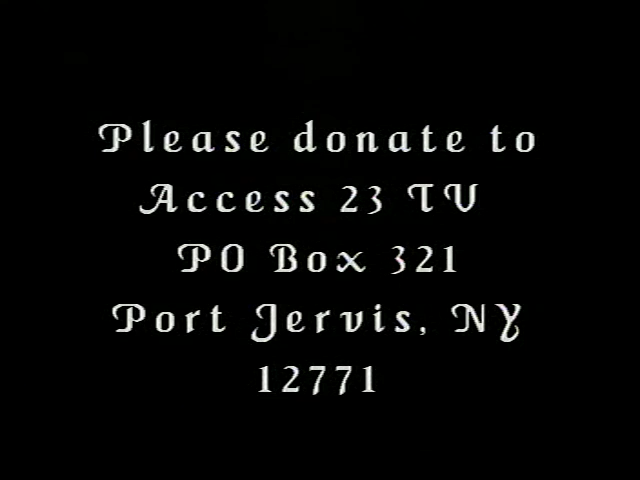 Please donate to
Access 23 TV
PO Box 321
Port Jervis, NY
12771